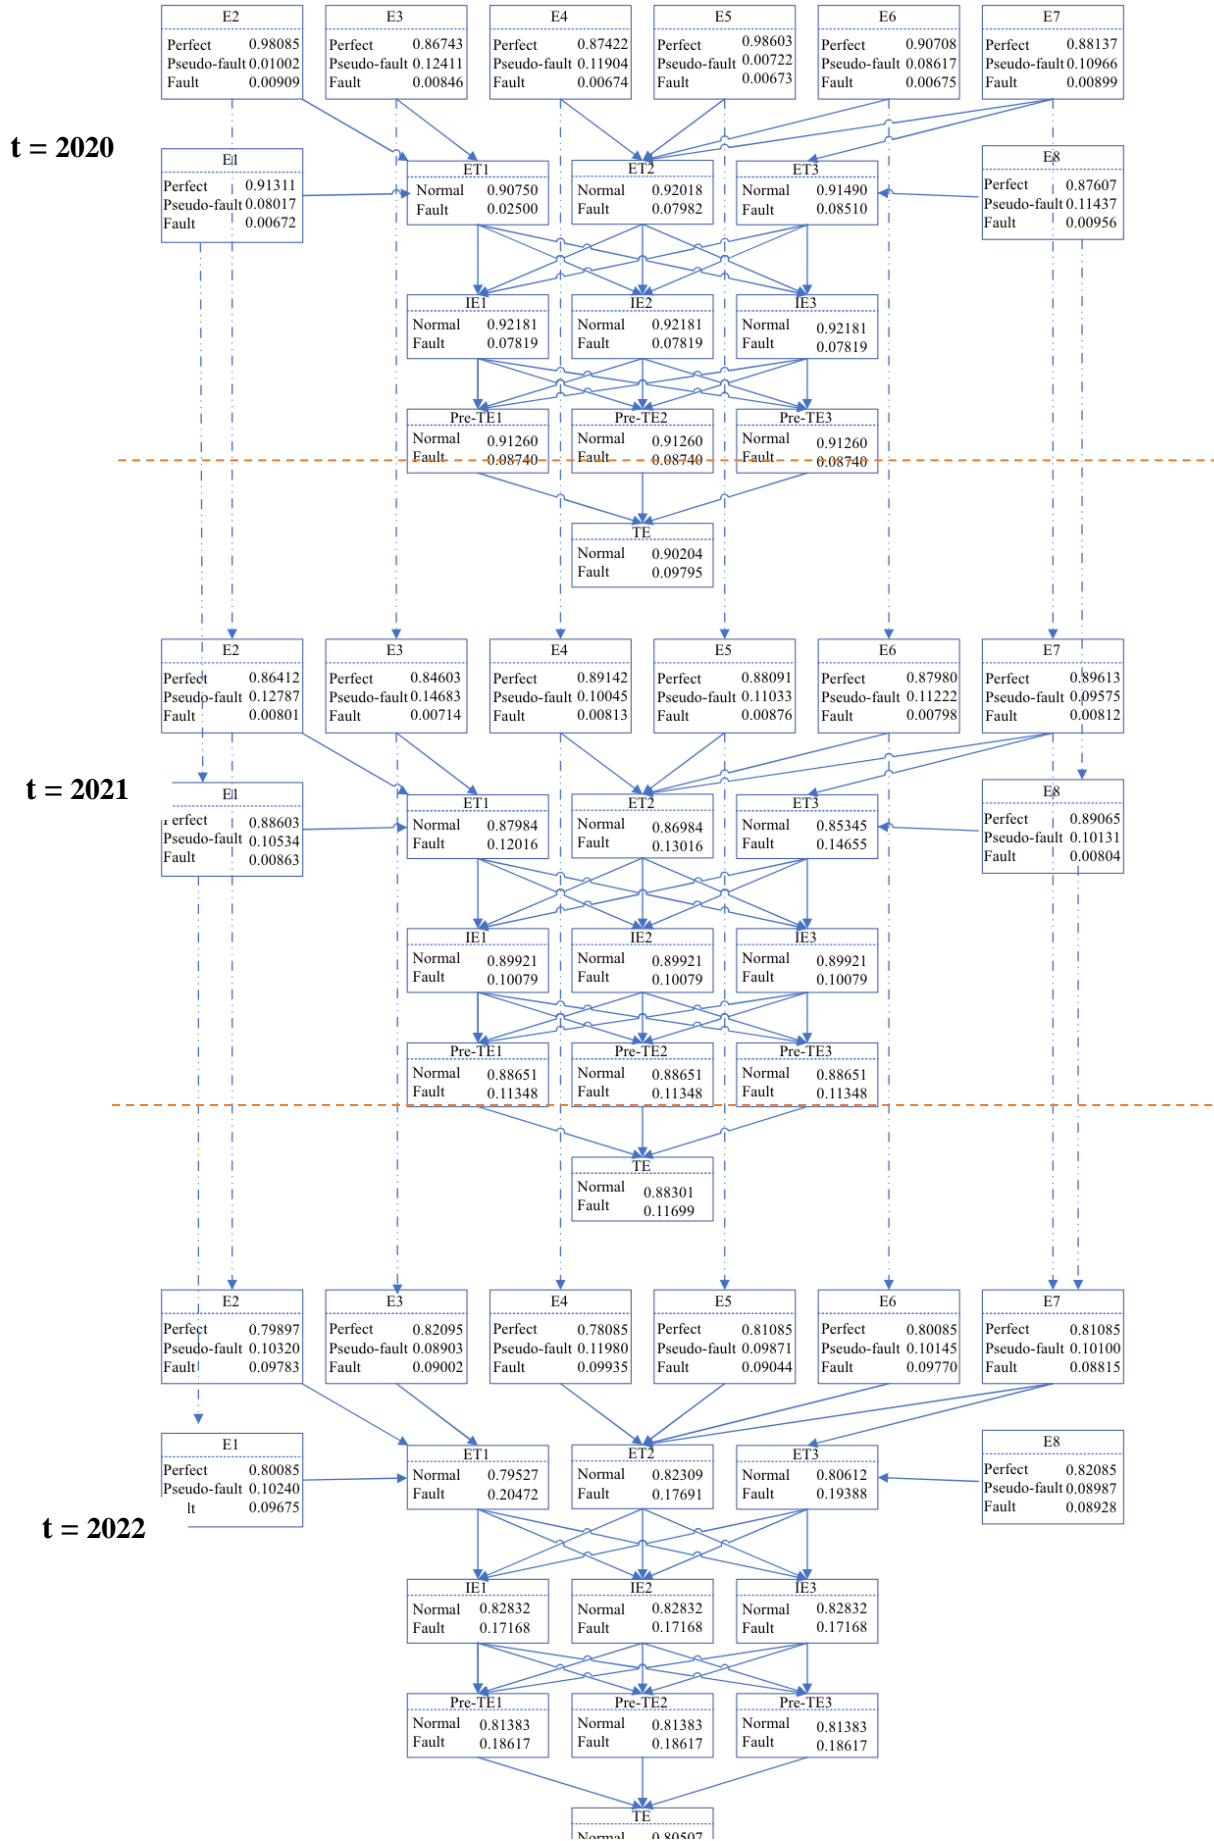 E2
Perfect 0.98085
Pseudo-fault 0.01002
Fault 0.00909
E3
Perfect 0.86743
Pseudo-fault 0.12411
Fault 0.00846
E4
Perfect 0.87422
Pseudo-fault 0.11904
Fault 0.00674
E5
Perfect 0.98603
Pseudo-fault 0.00722
Fault 0.00673
E6
Perfect 0.90708
Pseudo-fault 0.08617
Fault 0.00675
E7
Perfect 0.88137
Pseudo-fault 0.10966
Fault 0.00899
t = 2020
E1
Perfect 0.91311
Pseudo-fault 0.08017
Fault 0.00672
ET1
Normal 0.90750
Fault 0.02500
ET2
Normal 0.92018
Fault 0.07982
ET3
Normal 0.91490
Fault 0.08510
E8
Perfect 0.87607
Pseudo-fault 0.11437
Fault 0.00956
IE1
Normal 0.92181
Fault 0.07819
IE2
Normal 0.92181
Fault 0.07819
IE3
Normal 0.92181
Fault 0.07819
Pre-TE1
Normal 0.91260
Fault 0.08740
Pre-TE2
Normal 0.91260
Fault 0.08740
Pre-TE3
Normal 0.91260
Fault 0.08740
TE
Normal 0.90204
Fault 0.09795
E2
Perfect 0.86412
Pseudo-fault 0.12787
Fault 0.00801
E3
Perfect 0.84603
Pseudo-fault 0.14683
Fault 0.00714
E4
Perfect 0.89142
Pseudo-fault 0.10045
Fault 0.00813
E5
Perfect 0.88091
Pseudo-fault 0.11033
Fault 0.00876
E6
Perfect 0.87980
Pseudo-fault 0.11222
Fault 0.00798
E7
Perfect 0.89613
Pseudo-fault 0.09575
Fault 0.00812
t = 2021
E1
Perfect 0.88603
Pseudo-fault 0.10534
Fault 0.00863
ET1
Normal 0.87984
Fault 0.12016
ET2
Normal 0.86984
Fault 0.13016
ET3
Normal 0.85345
Fault 0.14655
E8
Perfect 0.89065
Pseudo-fault 0.10131
Fault 0.00804
IE1
Normal 0.89921
Fault 0.10079
IE2
Normal 0.89921
Fault 0.10079
IE3
Normal 0.89921
Fault 0.10079
Pre-TE1
Normal 0.88651
Fault 0.11348
Pre-TE2
Normal 0.88651
Fault 0.11348
Pre-TE3
Normal 0.88651
Fault 0.11348
TE
Normal 0.88301
Fault 0.11699
E2
Perfect 0.79897
Pseudo-fault 0.10320
Fault 0.09783
E3
Perfect 0.82095
Pseudo-fault 0.08903
Fault 0.09002
E4
Perfect 0.78085
Pseudo-fault 0.11980
Fault 0.09935
E5
Perfect 0.81085
Pseudo-fault 0.09871
Fault 0.09044
E6
Perfect 0.80085
Pseudo-fault 0.10145
Fault 0.09770
E7
Perfect 0.81085
Pseudo-fault 0.10100
Fault 0.08815
t = 2022
E1
Perfect 0.80085
Pseudo-fault 0.10240
lt 0.09675
ET1
Normal 0.79527
Fault 0.20472
ET2
Normal 0.82309
Fault 0.17691
ET3
Normal 0.80612
Fault 0.19388
E8
Perfect 0.82085
Pseudo-fault 0.08987
Fault 0.08928
IE1
Normal 0.82832
Fault 0.17168
IE2
Normal 0.82832
Fault 0.17168
IE3
Normal 0.82832
Fault 0.17168
Pre-TE1
Normal 0.81383
Fault 0.18617
Pre-TE2
Normal 0.81383
Fault 0.18617
Pre-TE3
Normal 0.81383
Fault 0.18617
TE
Normal 0.80507